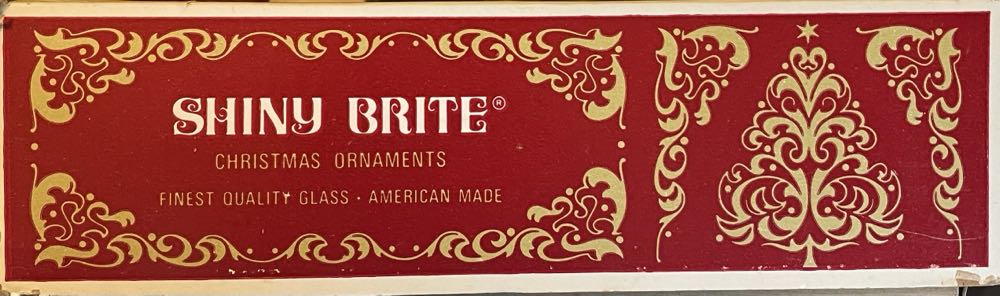 SHINY BRITE®
CHRISTMAS ORNAMENTS
FINEST QUALITY GLASS · AMERICAN MADE